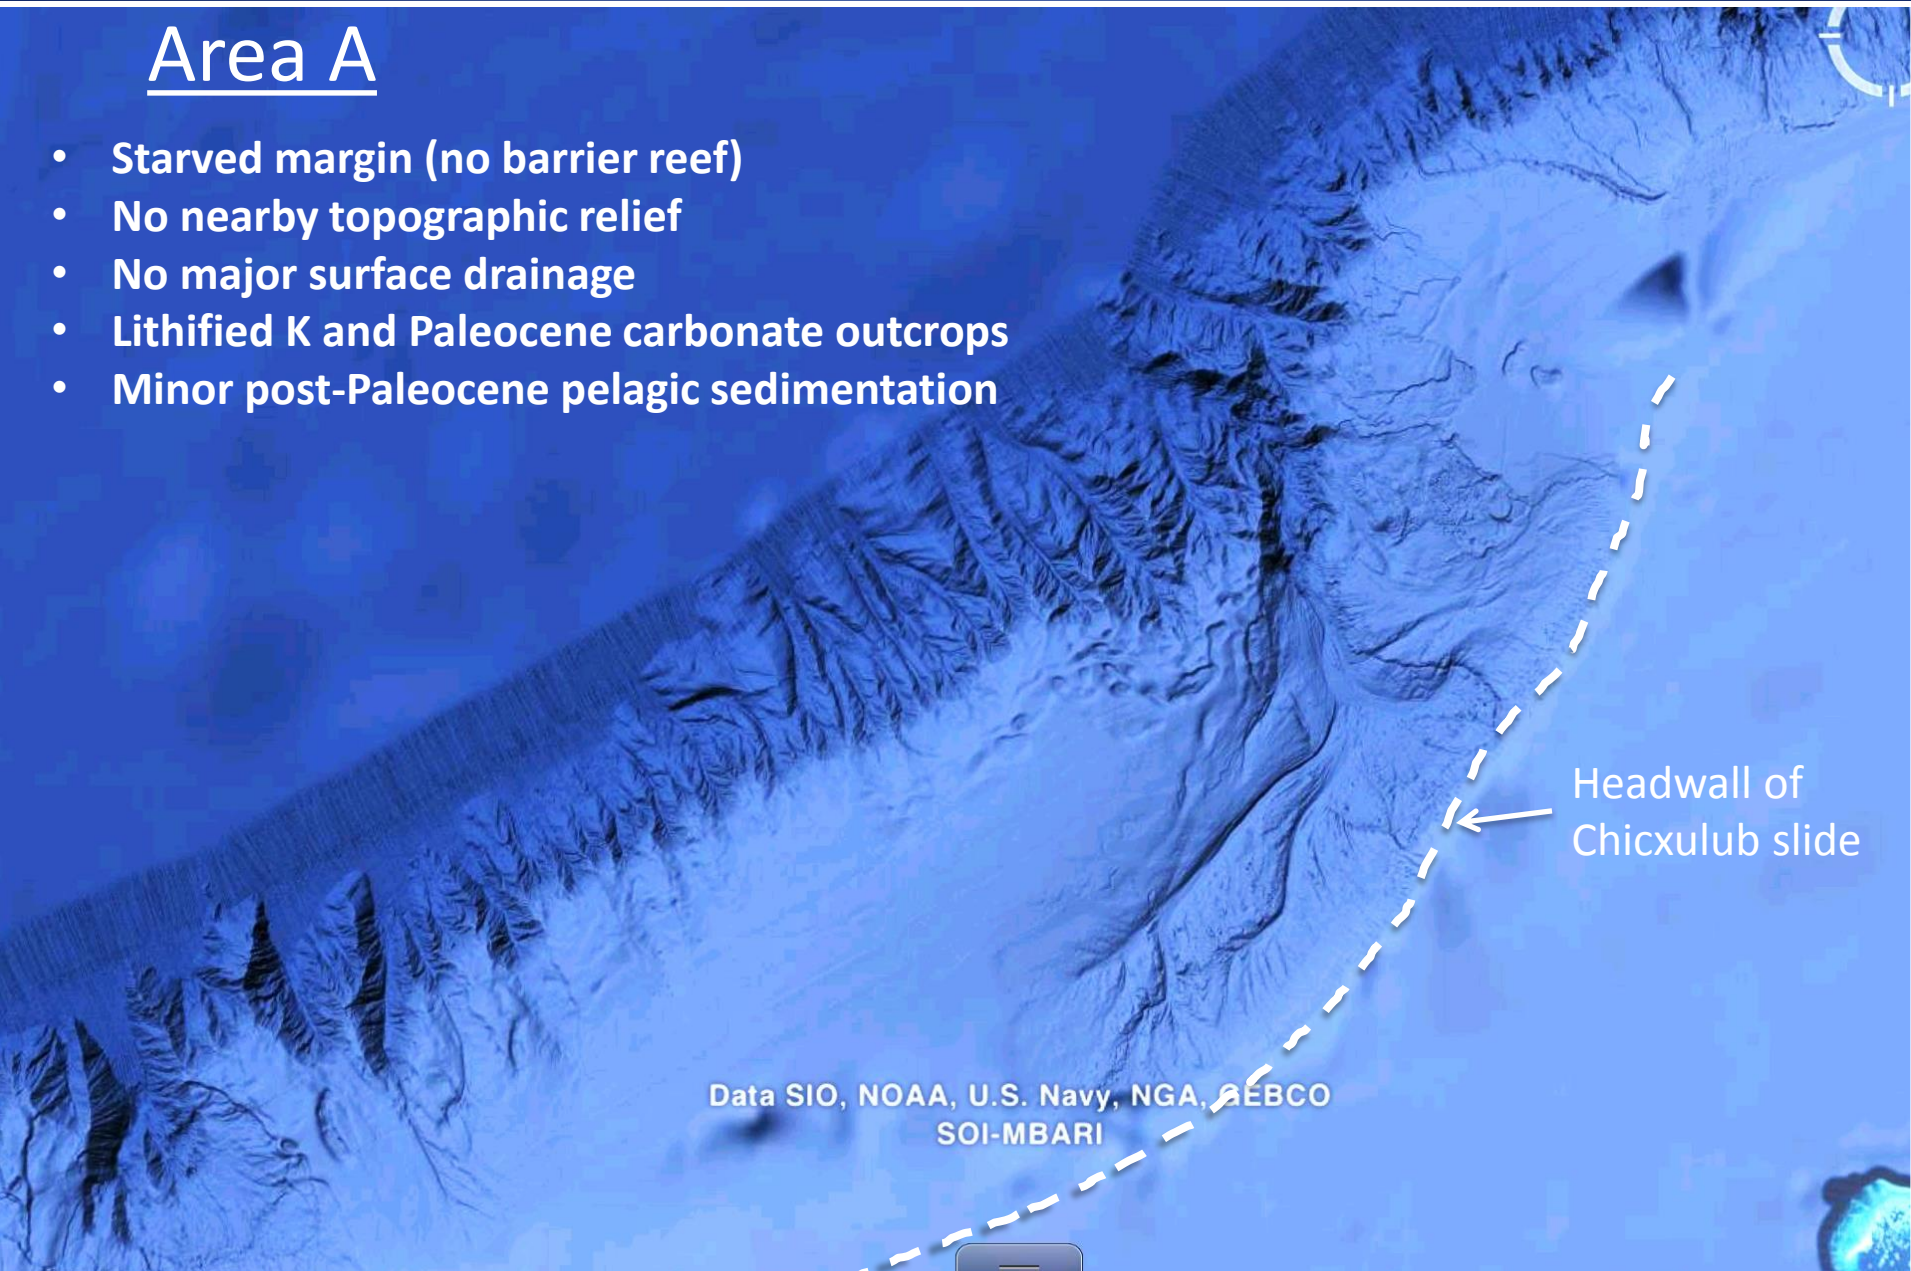 Area A
• Starved margin (no barrier reef)
• No nearby topographic relief
• No major surface drainage
• Lithified K and Paleocene carbonate outcrops
• Minor post-Paleocene pelagic sedimentation
Headwall of
Chicxulub slide
Data SIO, NOAA, U.S. Navy, NGA, GEBCO
SOI-MBARI